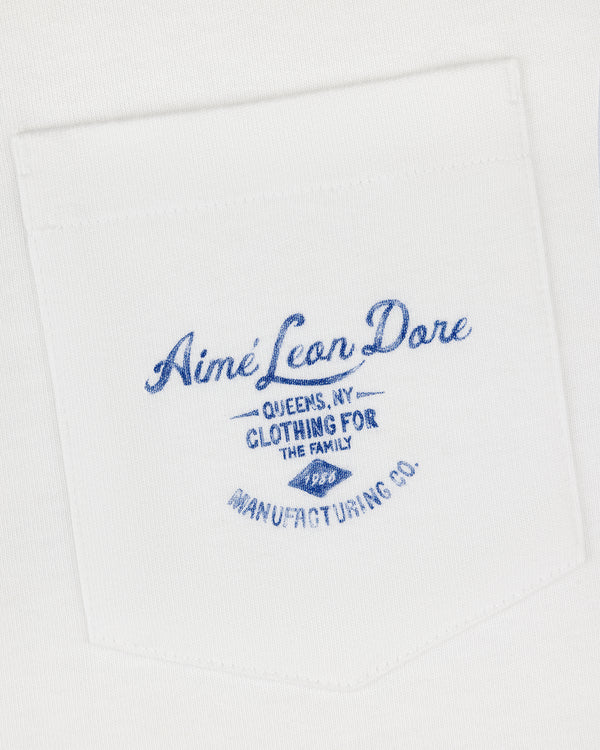 Aimé Leon Dore
QUEENS, NY
CLOTHING FOR
THE FAMILY
1986
MANUFACTURING CO.